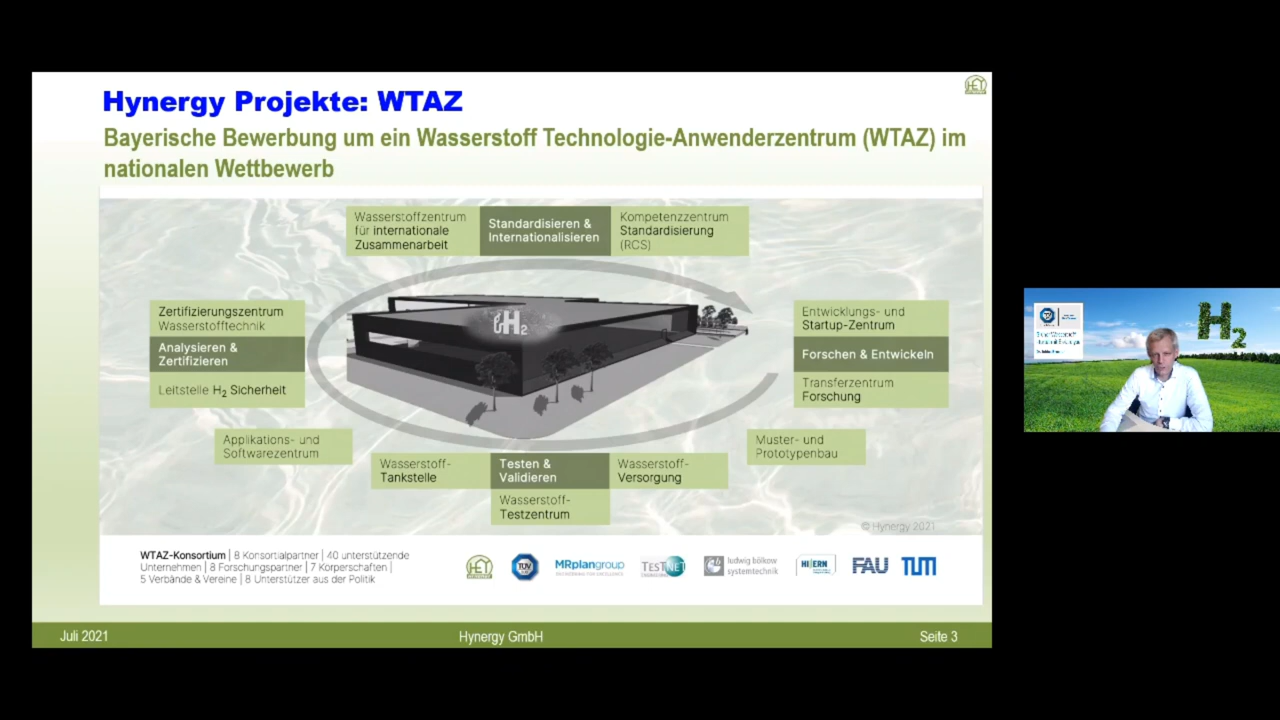 Hynergy Projekte: WTAZ
Bayerische Bewerbung um ein Wasserstoff Technologie-Anwenderzentrum (WTAZ) im
nationalen Wettbewerb
Wasserstoffzentrum
für internationale
Zusammenarbeit
Standardisieren &
Internationalisieren
Kompetenzzentrum
Standardisierung
(RCS)
Zertifizierungszentrum
Wasserstofftechnik
Analysieren &
Zertifizieren
Leitstelle H₂ Sicherheit
H₂
Entwicklungs- und
Startup-Zentrum
Forschen & Entwickeln
Transferzentrum
Forschung
Applikations- und
Softwarezentrum
Wasserstoff-
Tankstelle
Testen &
Validieren
Wasserstoff-
Versorgung
Wasserstoff-
Testzentrum
Muster- und
Prototypenbau
© Hynergy 2021
WTAZ-Konsortium | 8 Konsortialpartner | 40 unterstützende
Unternehmen | 8 Forschungspartner | 7 Körperschaften |
5 Verbände & Vereine | 8 Unterstützer aus der Politik
HET
TÜV
MRplangroup
TESTNET
ludwig bölkow
systemtechnik
HI ERN
FAU
TUM
Juli 2021
Hynergy GmbH
Seite 3
H2